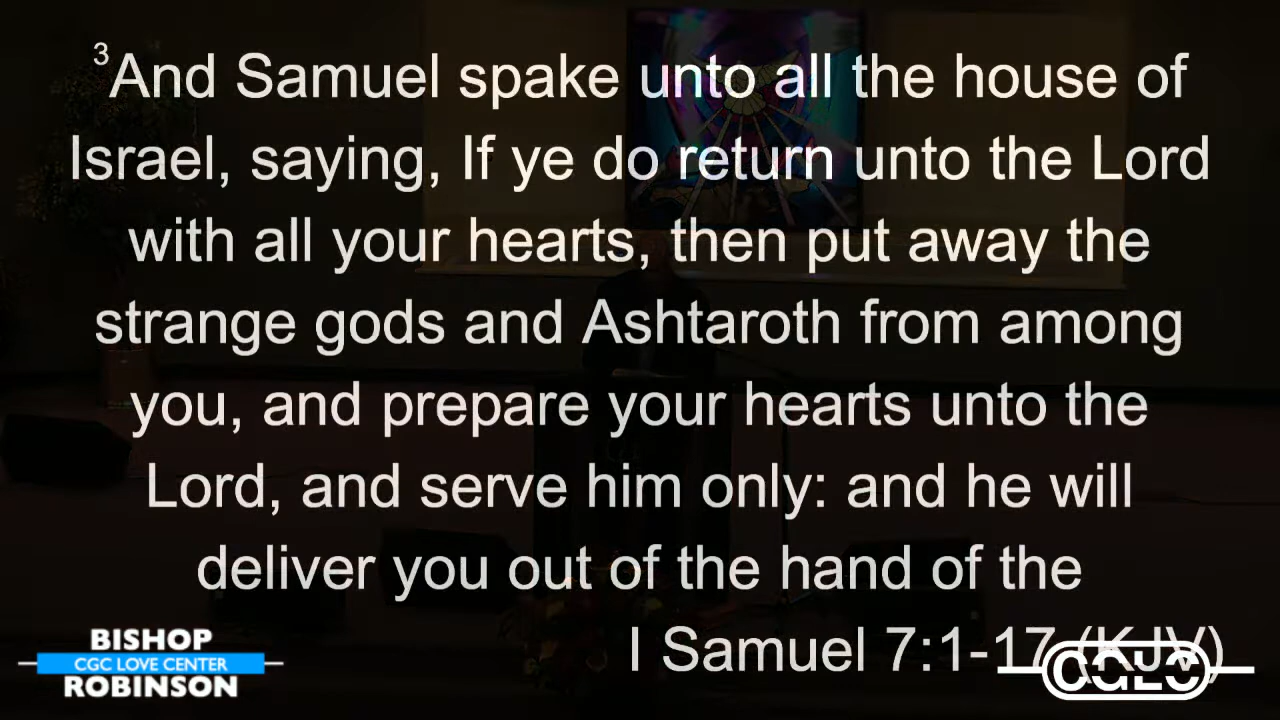 3And Samuel spake unto all the house of
Israel, saying, If ye do return unto the Lord
with all your hearts, then put away the
strange gods and Ashtaroth from among
you, and prepare your hearts unto the
Lord, and serve him only: and he will
deliver you out of the hand of the
I Samuel 7:1-17 (KJV)
BISHOP
CGC LOVE CENTER
ROBINSON
CGLC